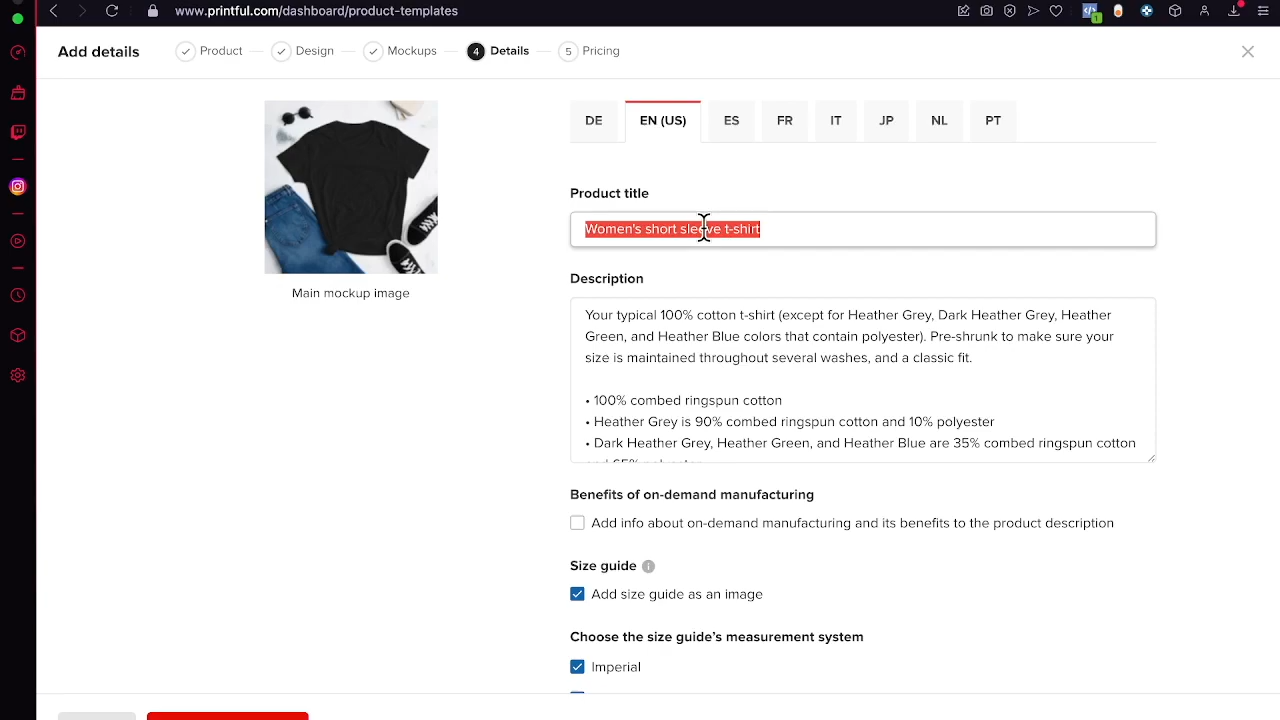 www.printful.com/dashboard/product-templates
1
Add details
Product
Design
Mockups
4 Details
5 Pricing
DE
EN (US)
ES
FR
IT
JP
NL
PT
Product title
Women's short sleeve t-shirt
Main mockup image
Description
Your typical 100% cotton t-shirt (except for Heather Grey, Dark Heather Grey, Heather
Green, and Heather Blue colors that contain polyester). Pre-shrunk to make sure your
size is maintained throughout several washes, and a classic fit.
• 100% combed ringspun cotton
• Heather Grey is 90% combed ringspun cotton and 10% polyester
• Dark Heather Grey, Heather Green, and Heather Blue are 35% combed ringspun cotton
and 65% polyester
Benefits of on-demand manufacturing
Add info about on-demand manufacturing and its benefits to the product description
Size guide
Add size guide as an image
Choose the size guide's measurement system
Imperial